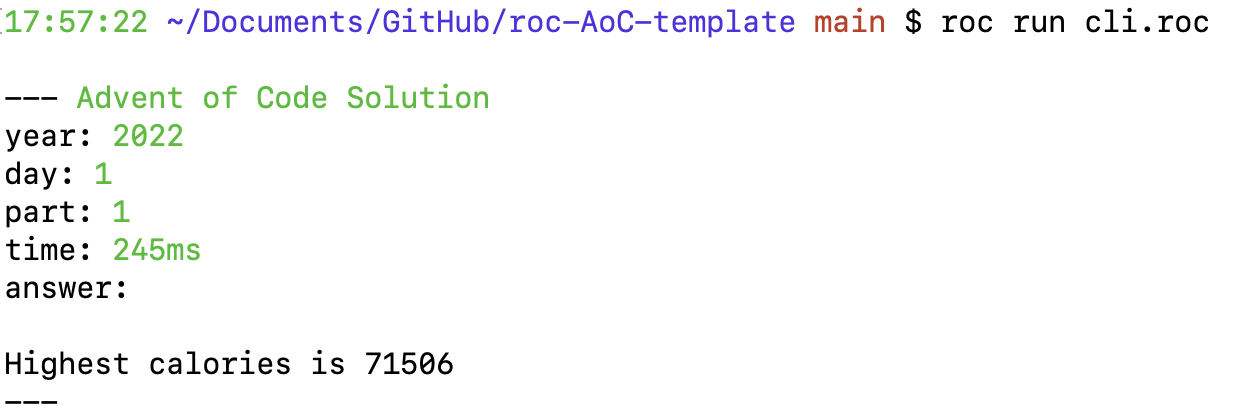 17:57:22 ~/Documents/GitHub/roc-AoC-template main $ roc run cli.roc
--- Advent of Code Solution
year: 2022
day: 1
part: 1
time: 245ms
answer:
Highest calories is 71506
---